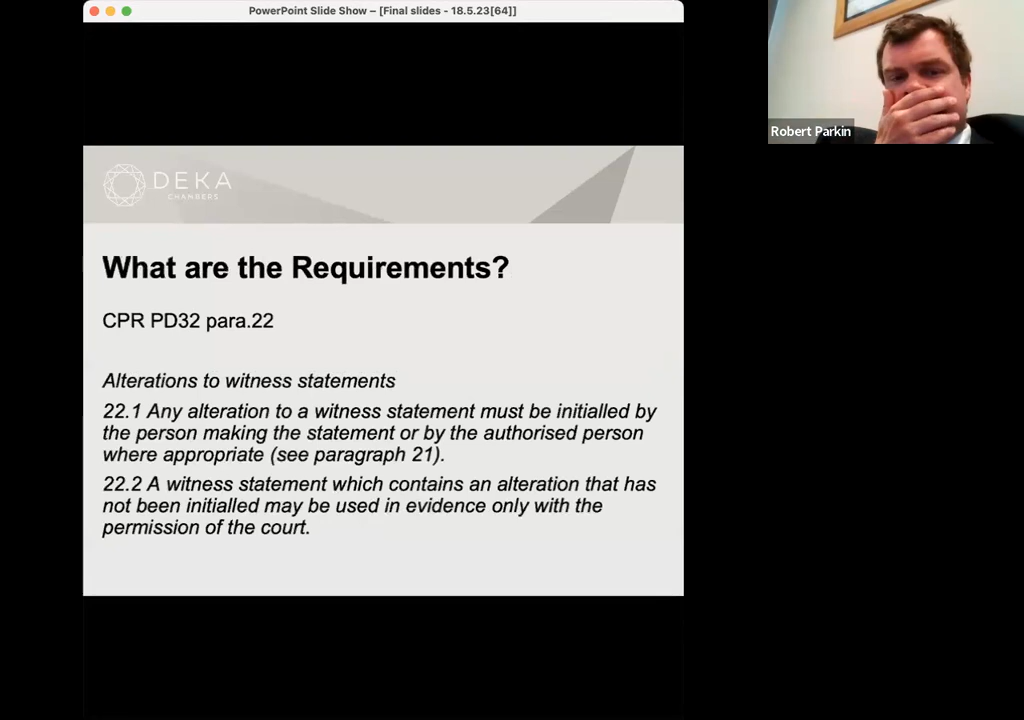 PowerPoint Slide Show – [Final slides - 18.5.23[64]]
Robert Parkin
DEKA
CHAMBERS
What are the Requirements?
CPR PD32 para.22
Alterations to witness statements
22.1 Any alteration to a witness statement must be initialled by
the person making the statement or by the authorised person
where appropriate (see paragraph 21).
22.2 A witness statement which contains an alteration that has
not been initialled may be used in evidence only with the
permission of the court.